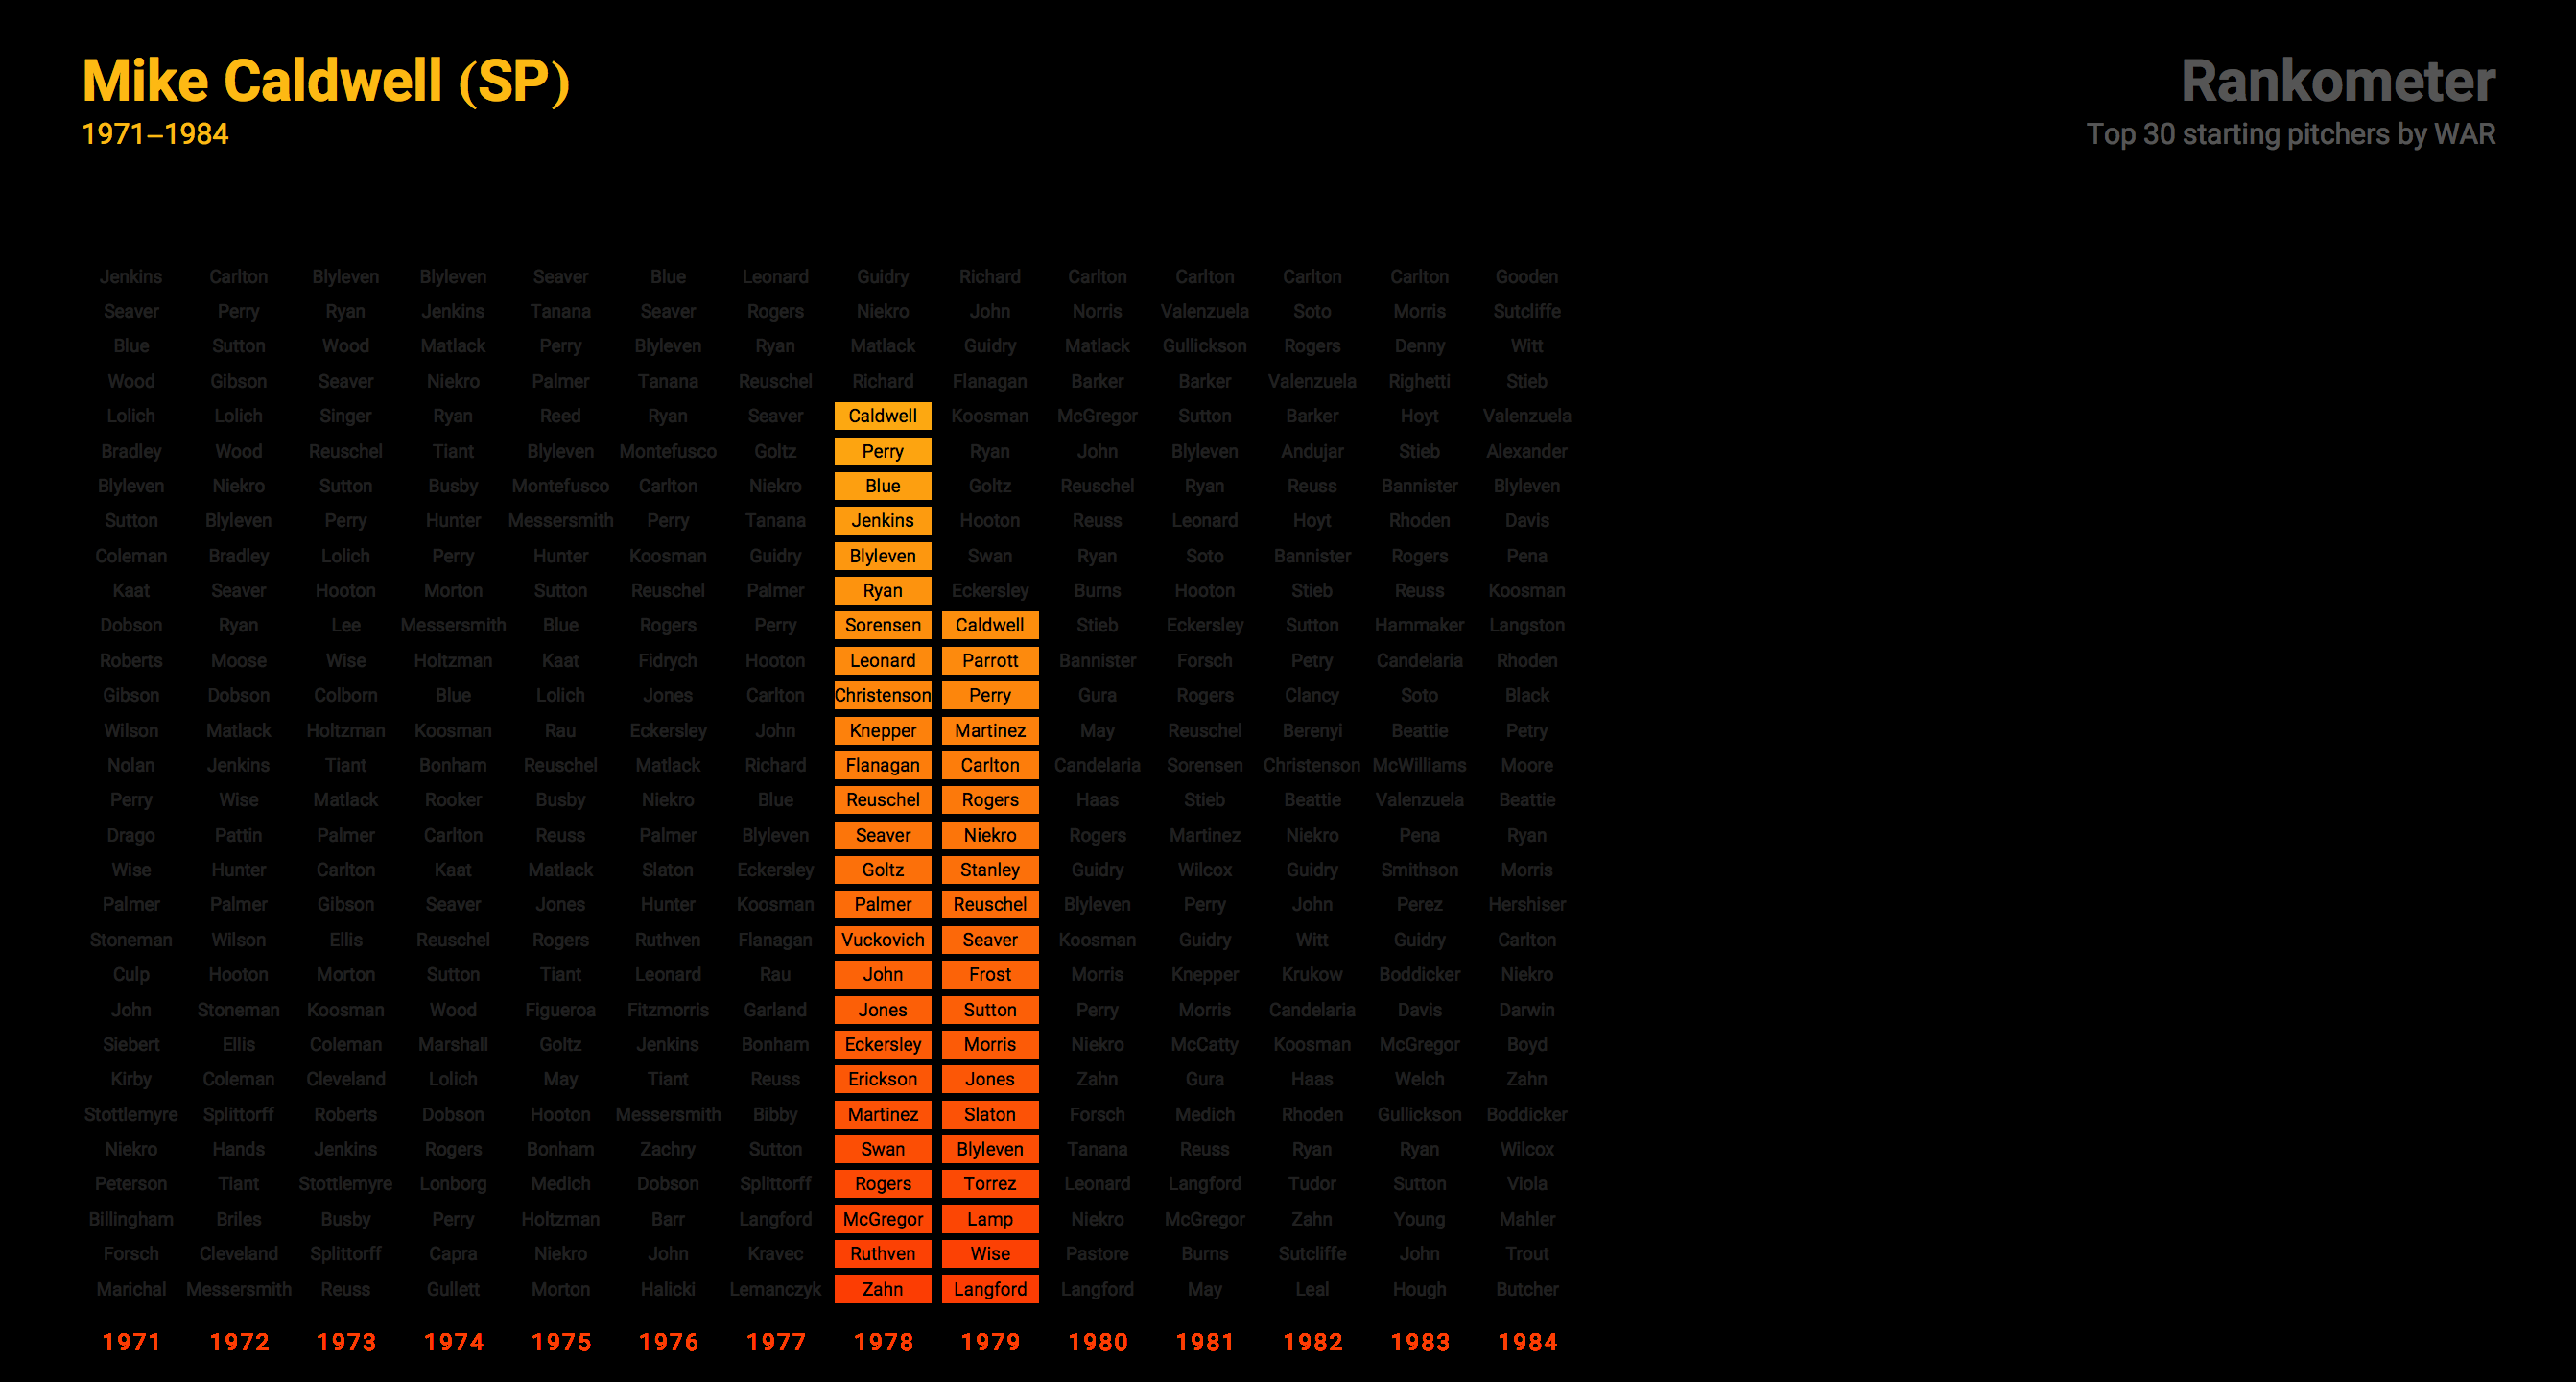 Mike Caldwell (SP)
1971–1984
Rankometer
Top 30 starting pitchers by WAR
Jenkins Carlton Blyleven Blyleven Seaver Blue Leonard Guidry Richard Carlton Carlton Carlton Carlton Gooden
Seaver Perry Ryan Jenkins Tanana Seaver Rogers Niekro John Norris Valenzuela Soto Morris Sutcliffe
Blue Sutton Wood Matlack Perry Blyleven Ryan Matlack Guidry Matlack Gullickson Rogers Denny Witt
Wood Gibson Seaver Niekro Palmer Tanana Reuschel Richard Flanagan Barker Barker Valenzuela Righetti Stieb
Lolich Lolich Singer Ryan Reed Ryan Seaver Caldwell Koosman McGregor Sutton Barker Hoyt Valenzuela
Bradley Wood Reuschel Tiant Blyleven Montefusco Goltz Perry Ryan John Blyleven Andujar Stieb Alexander
Blyleven Niekro Sutton Busby Montefusco Carlton Niekro Blue Goltz Reuschel Ryan Reuss Bannister Blyleven
Sutton Blyleven Perry Hunter Messersmith Perry Tanana Jenkins Hooton Reuss Leonard Hoyt Rhoden Davis
Coleman Bradley Lolich Perry Hunter Koosman Guidry Blyleven Swan Ryan Soto Bannister Rogers Pena
Kaat Seaver Hooton Morton Sutton Reuschel Palmer Ryan Eckersley Burns Hooton Stieb Reuss Koosman
Dobson Ryan Lee Messersmith Blue Rogers Perry Sorensen Caldwell Stieb Eckersley Sutton Hammaker Langston
Roberts Moose Wise Holtzman Kaat Fidrych Hooton Leonard Parrott Bannister Forsch Petry Candelaria Rhoden
Gibson Dobson Colborn Blue Lolich Jones Carlton Christenson Perry Gura Rogers Clancy Soto Black
Wilson Matlack Holtzman Koosman Rau Eckersley John Knepper Martinez May Reuschel Berenyi Beattie Petry
Nolan Jenkins Tiant Bonham Reuschel Matlack Richard Flanagan Carlton Candelaria Sorensen Christenson McWilliams Moore
Perry Wise Matlack Rooker Busby Niekro Blue Reuschel Rogers Haas Stieb Beattie Valenzuela Beattie
Drago Pattin Palmer Carlton Reuss Palmer Blyleven Seaver Niekro Rogers Martinez Niekro Pena Ryan
Wise Hunter Carlton Kaat Matlack Slaton Eckersley Goltz Stanley Guidry Wilcox Guidry Smithson Morris
Palmer Palmer Gibson Seaver Jones Hunter Koosman Palmer Reuschel Blyleven Perry John Perez Hershiser
Stoneman Wilson Ellis Reuschel Rogers Ruthven Flanagan Vuckovich Seaver Koosman Guidry Witt Guidry Carlton
Culp Hooton Morton Sutton Tiant Leonard Rau John Frost Morris Knepper Krukow Boddicker Niekro
John Stoneman Koosman Wood Figueroa Fitzmorris Garland Jones Sutton Perry Morris Candelaria Davis Darwin
Siebert Ellis Coleman Marshall Goltz Jenkins Bonham Eckersley Morris Niekro McCatty Koosman McGregor Boyd
Kirby Coleman Cleveland Lolich May Tiant Reuss Erickson Jones Zahn Gura Haas Welch Zahn
Stottlemyre Splittorff Roberts Dobson Hooton Messersmith Bibby Martinez Slaton Forsch Medich Rhoden Gullickson Boddicker
Niekro Hands Jenkins Rogers Bonham Zachry Sutton Swan Blyleven Tanana Reuss Ryan Ryan Wilcox
Peterson Tiant Stottlemyre Lonborg Medich Dobson Splittorff Rogers Torrez Leonard Langford Tudor Sutton Viola
Billingham Briles Busby Perry Holtzman Barr Langford McGregor Lamp Niekro McGregor Zahn Young Mahler
Forsch Cleveland Splittorff Capra Niekro John Kravec Ruthven Wise Pastore Burns Sutcliffe John Trout
Marichal Messersmith Reuss Gullett Morton Halicki Lemanczyk Zahn Langford Langford May Leal Hough Butcher
1971 1972 1973 1974 1975 1976 1977 1978 1979 1980 1981 1982 1983 1984